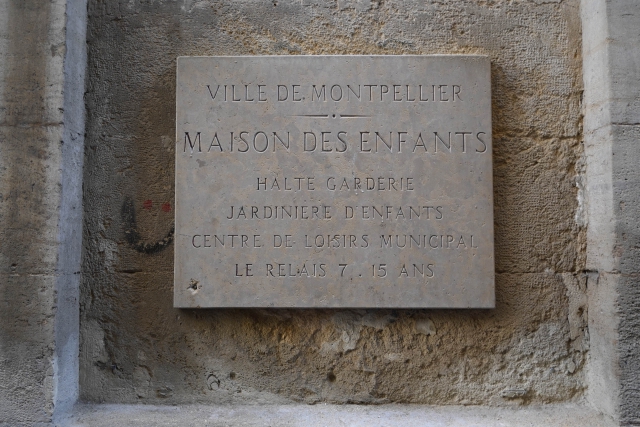 VILLE DE MONTPELLIER
MAISON DES ENFANTS
HALTE GARDERIE
JARDINIERE D'ENFANTS
CENTRE DE LOISIRS MUNICIPAL
LE RELAIS 7.15 ANS